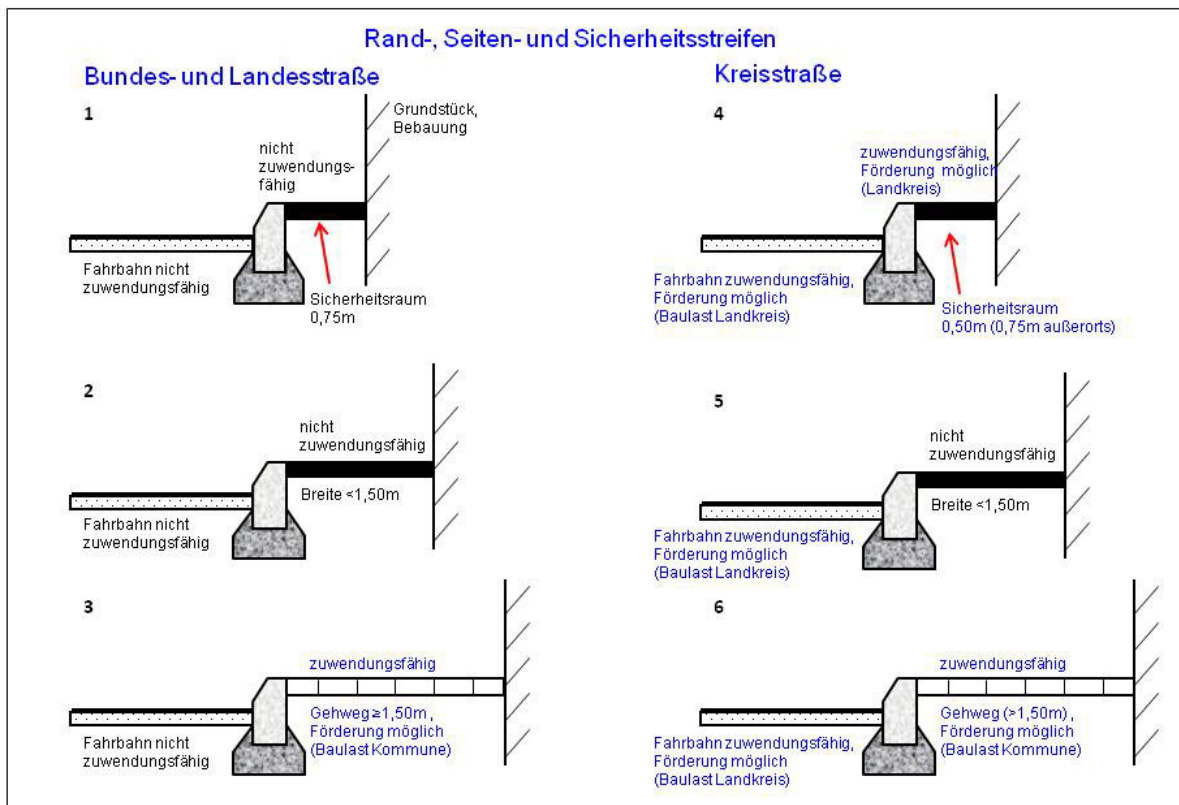 Rand-, Seiten- und Sicherheitsstreifen
Bundes- und Landesstraße
1
Grundstück,
Bebauung
nicht
zuwendungs-
fähig
Fahrbahn nicht
zuwendungsfähig
Sicherheitsraum
0,75m
2
nicht
zuwendungsfähig
Breite <1,50m
Fahrbahn nicht
zuwendungsfähig
3
zuwendungsfähig
Gehweg ≥1,50m ,
Förderung möglich
(Baulast Kommune)
Fahrbahn nicht
zuwendungsfähig
Kreisstraße
4
zuwendungsfähig,
Förderung möglich
(Landkreis)
Fahrbahn zuwendungsfähig,
Förderung möglich
(Baulast Landkreis)
Sicherheitsraum
0,50m (0,75m außerorts)
5
nicht
zuwendungsfähig
Breite <1,50m
Fahrbahn zuwendungsfähig,
Förderung möglich
(Baulast Landkreis)
6
zuwendungsfähig
Gehweg (>1,50m) ,
Förderung möglich
(Baulast Kommune)
Fahrbahn zuwendungsfähig,
Förderung möglich
(Baulast Landkreis)